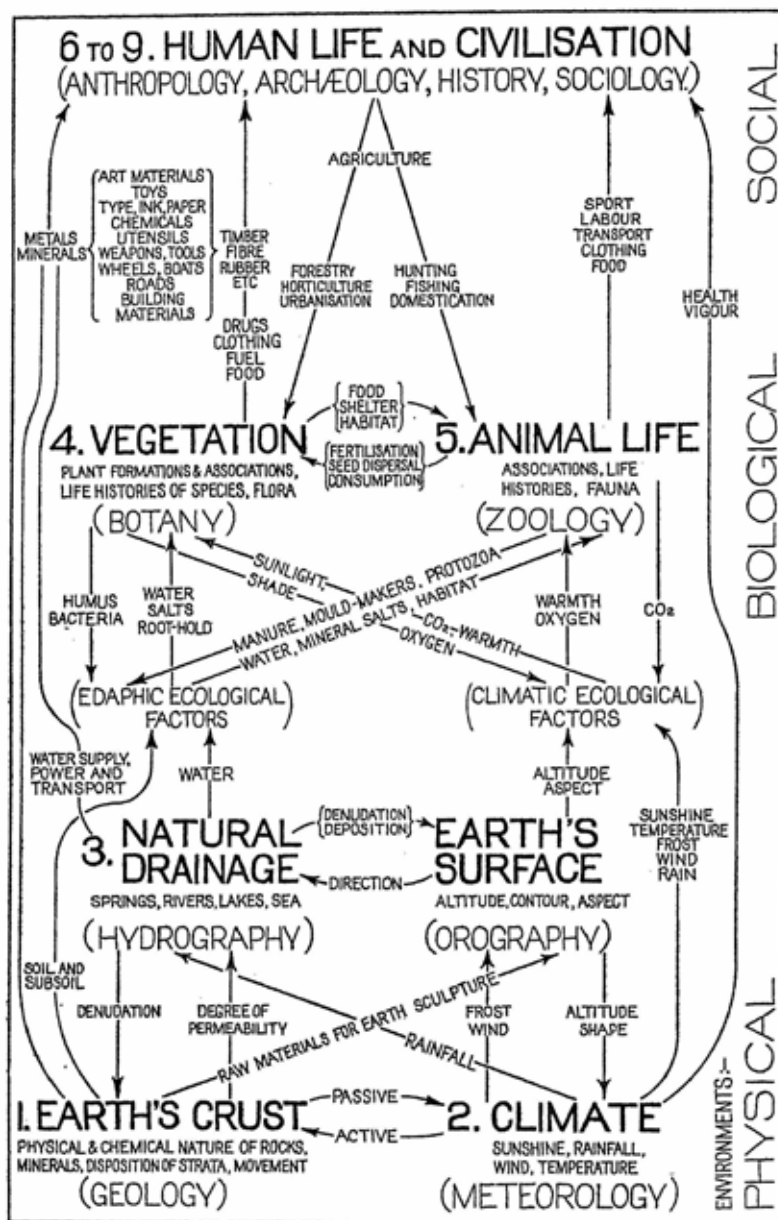 6 TO 9. HUMAN LIFE AND CIVILISATION
(ANTHROPOLOGY, ARCHÆOLOGY, HISTORY, SOCIOLOGY.)
SOCIAL
AGRICULTURE
METALS
MINERALS
ART MATERIALS
TOYS
TYPE, INK, PAPER
CHEMICALS
UTENSILS
WEAPONS, TOOLS
WHEELS, BOATS
ROADS
BUILDING
MATERIALS
TIMBER
FIBRE
RUBBER
ETC
DRUGS
CLOTHING
FUEL
FOOD
FORESTRY
HORTICULTURE
URBANISATION
HUNTING
FISHING
DOMESTICATION
SPORT
LABOUR
TRANSPORT
CLOTHING
FOOD
HEALTH
VIGOUR
BIOLOGICAL
4. VEGETATION
PLANT FORMATIONS & ASSOCIATIONS,
LIFE HISTORIES OF SPECIES, FLORA
(BOTANY)
FOOD
SHELTER
HABITAT
FERTILISATION
SEED DISPERSAL
CONSUMPTION
5. ANIMAL LIFE
ASSOCIATIONS, LIFE
HISTORIES, FAUNA
(ZOOLOGY)
HUMUS
BACTERIA
WATER
SALTS
ROOT-HOLD
SUNLIGHT,
CO₂, WARMTH
SHADE
OXYGEN
MANURE, MOULD-MAKERS, PROTOZOA
WATER, MINERAL SALTS, HABITAT
WARMTH
OXYGEN
CO₂
(EDAPHIC ECOLOGICAL
FACTORS)
(CLIMATIC ECOLOGICAL
FACTORS)
WATER SUPPLY,
POWER AND
TRANSPORT
WATER
ALTITUDE
ASPECT
SUNSHINE
TEMPERATURE
FROST
WIND
RAIN
3. NATURAL
DRAINAGE
SPRINGS, RIVERS, LAKES, SEA
(HYDROGRAPHY)
DENUDATION
DEPOSITION
DIRECTION
EARTH'S
SURFACE
ALTITUDE, CONTOUR, ASPECT
(OROGRAPHY)
SOIL AND
SUBSOIL
DENUDATION
DEGREE OF
PERMEABILITY
RAW MATERIALS FOR EARTH SCULPTURE
RAINFALL
FROST
WIND
ALTITUDE
SHAPE
1. EARTH'S CRUST
PHYSICAL & CHEMICAL NATURE OF ROCKS,
MINERALS, DISPOSITION OF STRATA, MOVEMENT
(GEOLOGY)
PASSIVE
ACTIVE
2. CLIMATE
SUNSHINE, RAINFALL,
WIND, TEMPERATURE
(METEOROLOGY)
ENVIRONMENTS:-
PHYSICAL